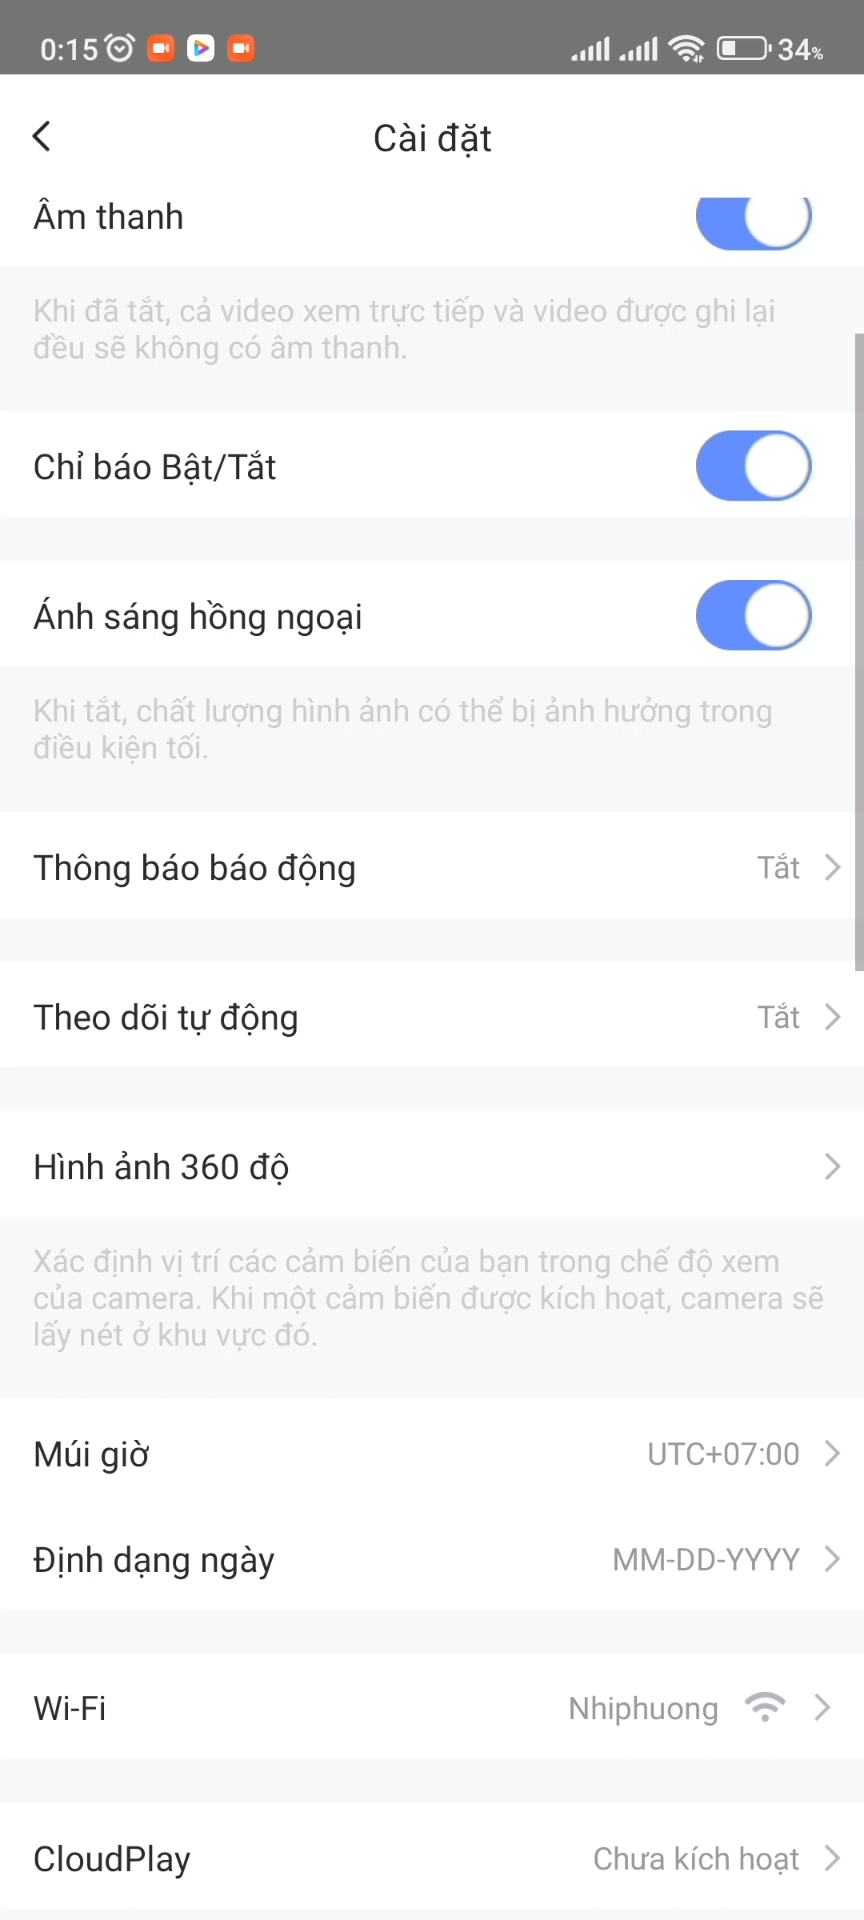 0:15 34%
Cài đặt
Âm thanh
Khi đã tắt, cả video xem trực tiếp và video được ghi lại
đều sẽ không có âm thanh.
Chỉ báo Bật/Tắt
Ánh sáng hồng ngoại
Khi tắt, chất lượng hình ảnh có thể bị ảnh hưởng trong
điều kiện tối.
Thông báo báo động Tắt
Theo dõi tự động Tắt
Hình ảnh 360 độ
Xác định vị trí các cảm biến của bạn trong chế độ xem
của camera. Khi một cảm biến được kích hoạt, camera sẽ
lấy nét ở khu vực đó.
Múi giờ UTC+07:00
Định dạng ngày MM-DD-YYYY
Wi-Fi Nhiphuong
CloudPlay Chưa kích hoạt